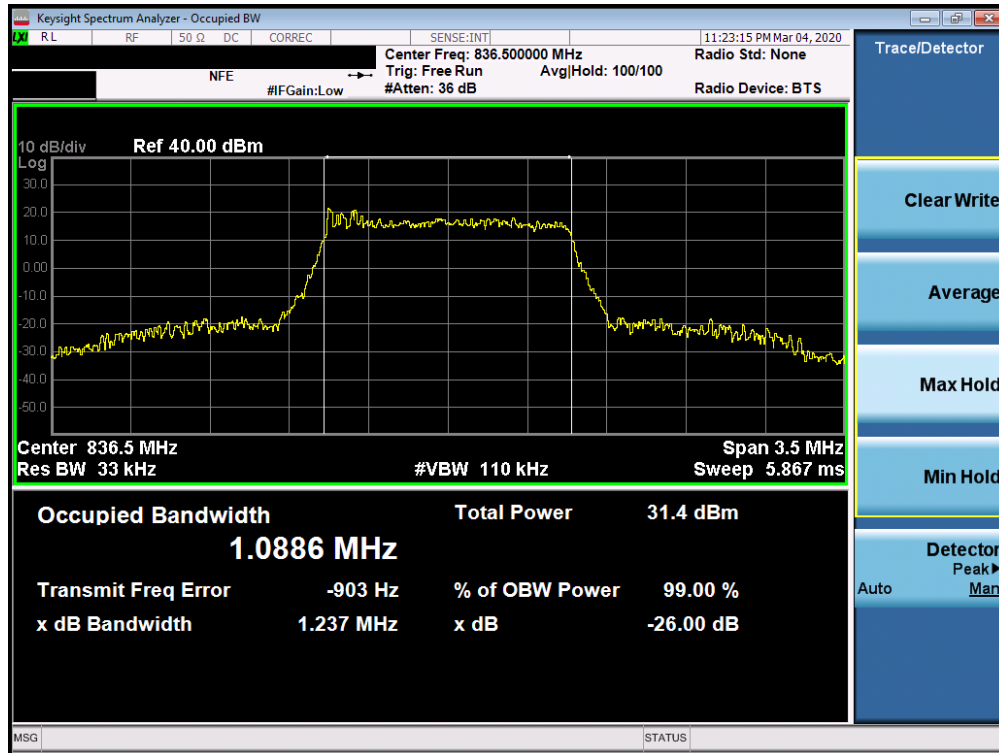 Keysight Spectrum Analyzer - Occupied BW
LXI RL RF 50 Ω DC CORREC SENSE:INT 11:23:15 PM Mar 04, 2020
Center Freq: 836.500000 MHz Radio Std: None
NFE Trig: Free Run Avg|Hold: 100/100
#IFGain:Low #Atten: 36 dB Radio Device: BTS
10 dB/div Ref 40.00 dBm
Log
30.0
20.0
10.0
0.00
-10.0
-20.0
-30.0
-40.0
-50.0
Center 836.5 MHz Span 3.5 MHz
Res BW 33 kHz #VBW 110 kHz Sweep 5.867 ms
Occupied Bandwidth Total Power 31.4 dBm
1.0886 MHz
Transmit Freq Error -903 Hz % of OBW Power 99.00 %
x dB Bandwidth 1.237 MHz x dB -26.00 dB
MSG STATUS
Trace/Detector
Clear Write
Average
Max Hold
Min Hold
Detector
Peak▶
Auto Man